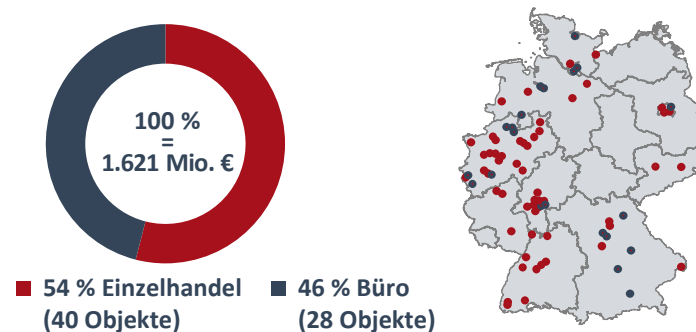 100 %
=
1.621 Mio. €
54 % Einzelhandel
(40 Objekte)
46 % Büro
(28 Objekte)